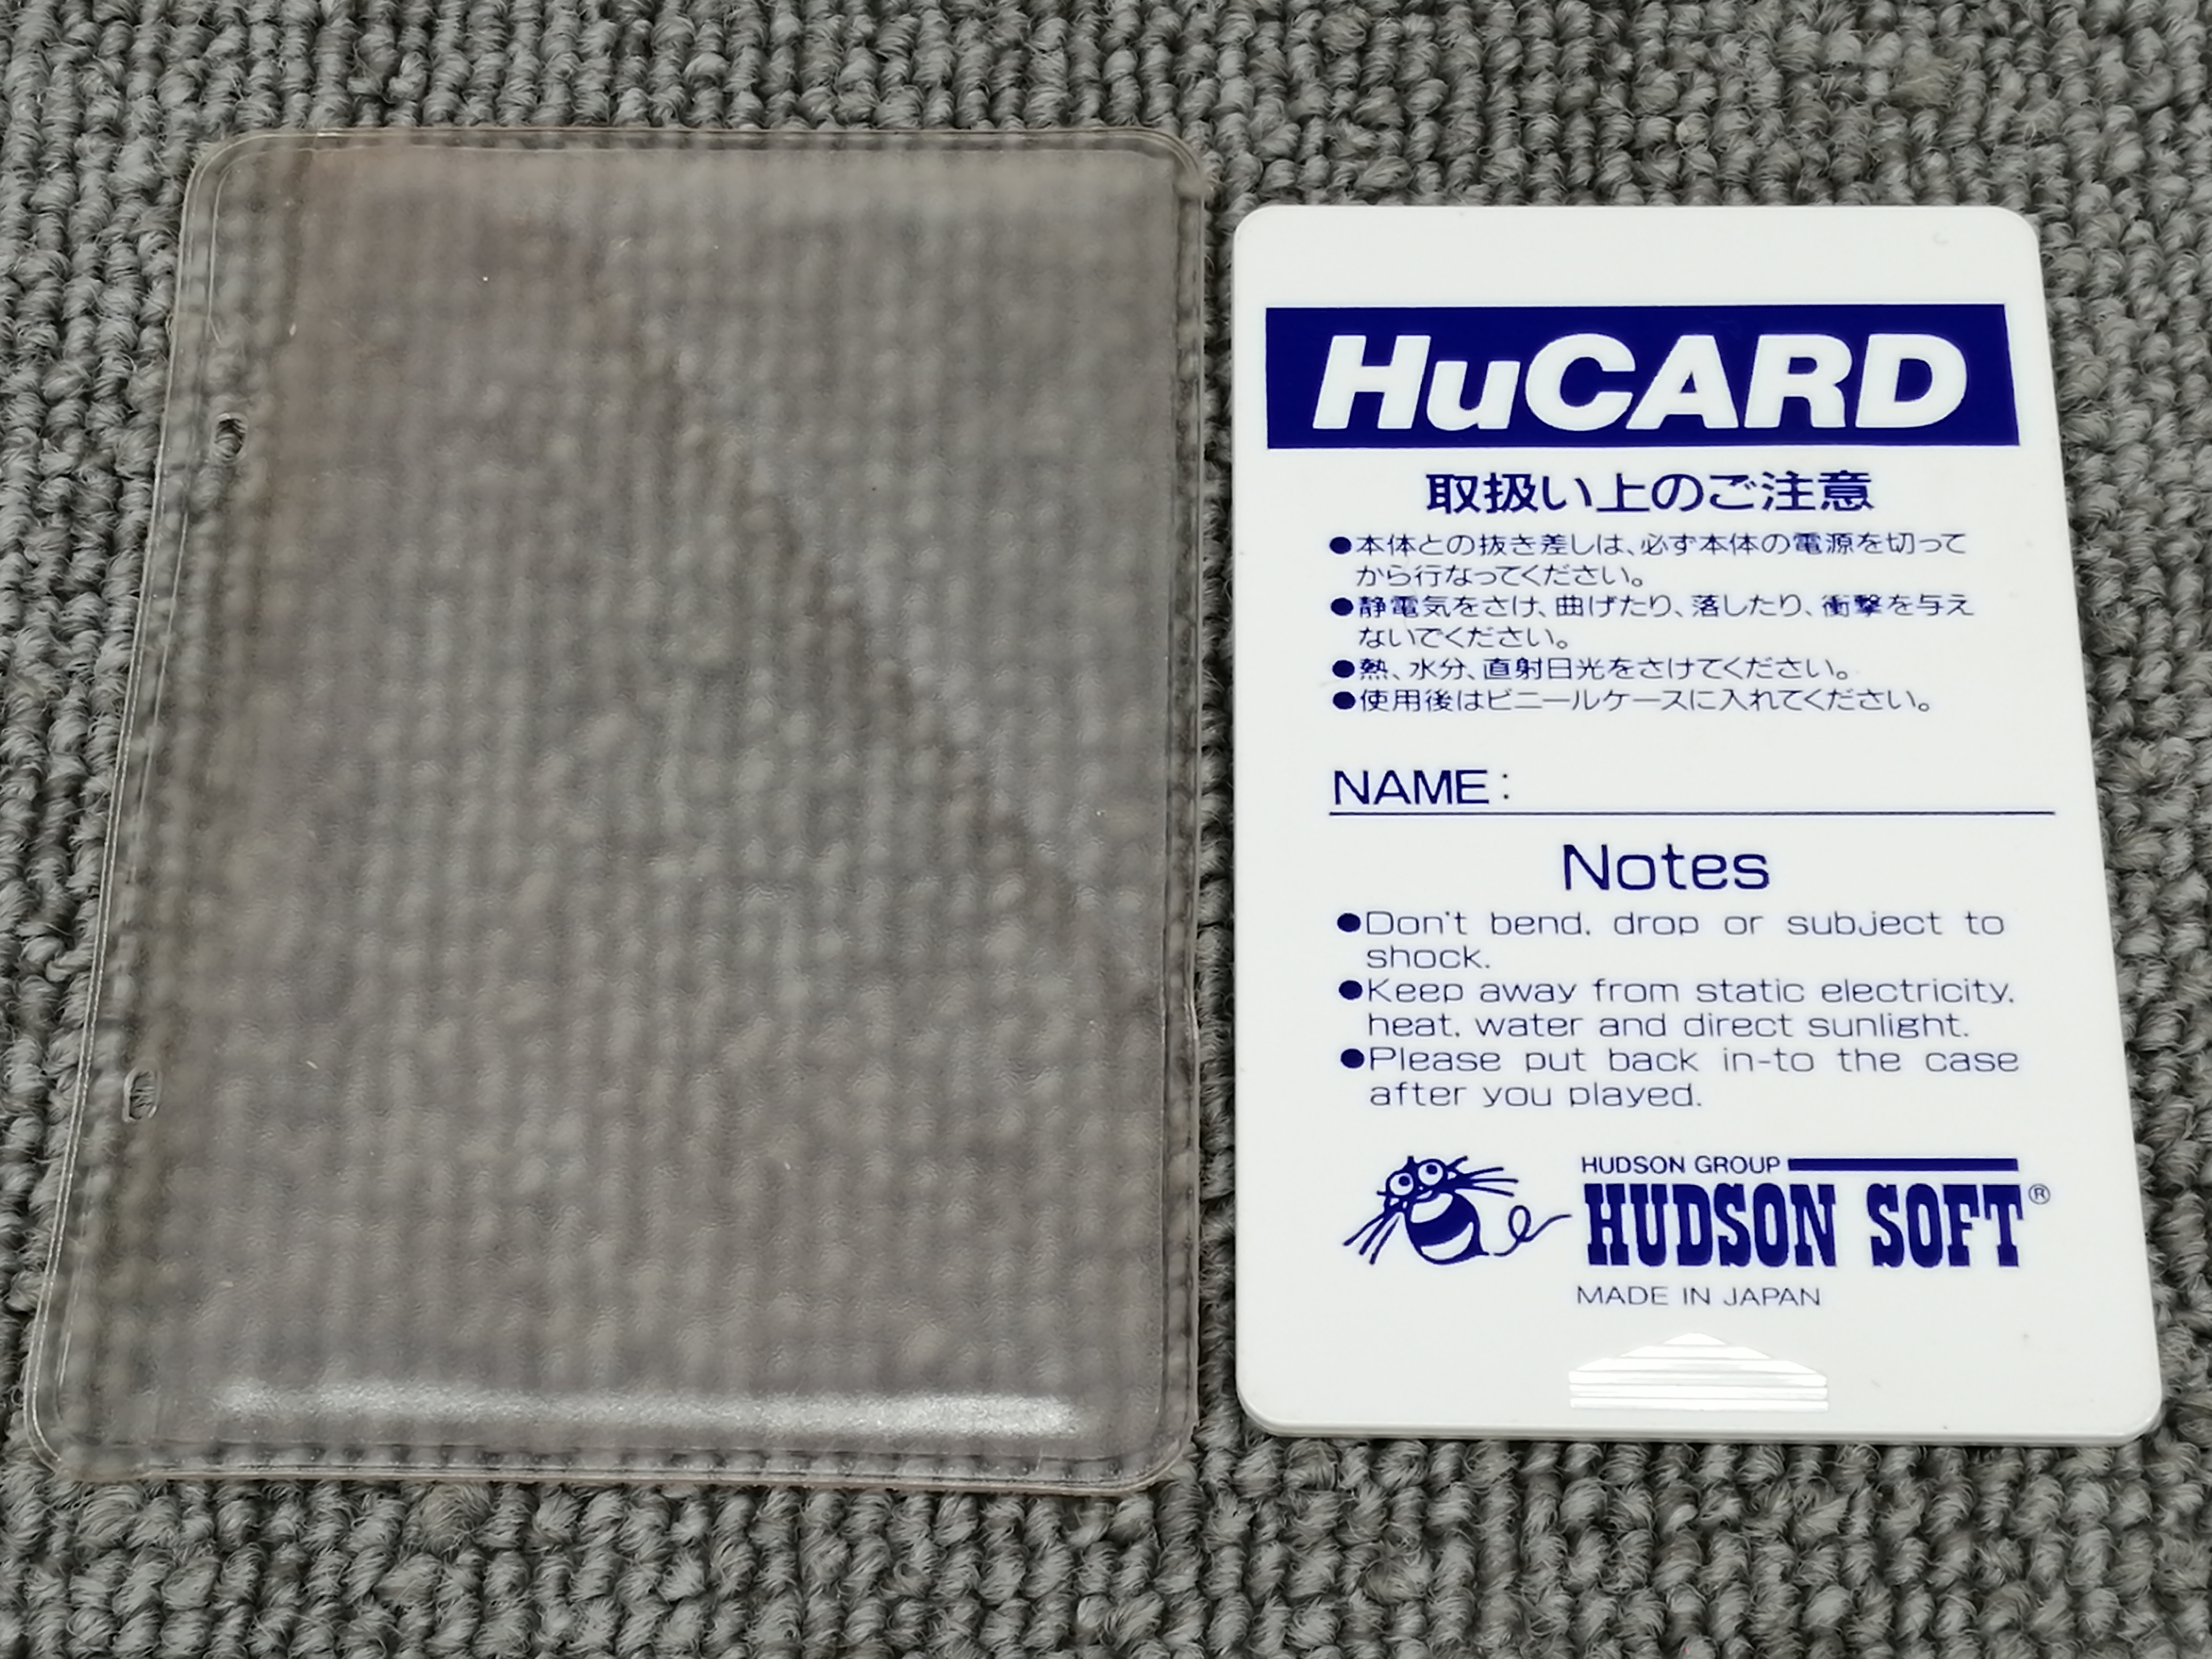 HuCARD
取扱い上のご注意
●本体との抜き差しは、必ず本体の電源を切って
から行なってください。
●静電気をさけ、曲げたり、落したり、衝撃を与え
ないでください。
●熱、水分、直射日光をさけてください。
●使用後はビニールケースに入れてください。
NAME:
Notes
●Don't bend, drop or subject to
shock.
●Keep away from static electricity,
heat, water and direct sunlight.
●Please put back in-to the case
after you played.
HUDSON GROUP
HUDSON SOFT®
MADE IN JAPAN